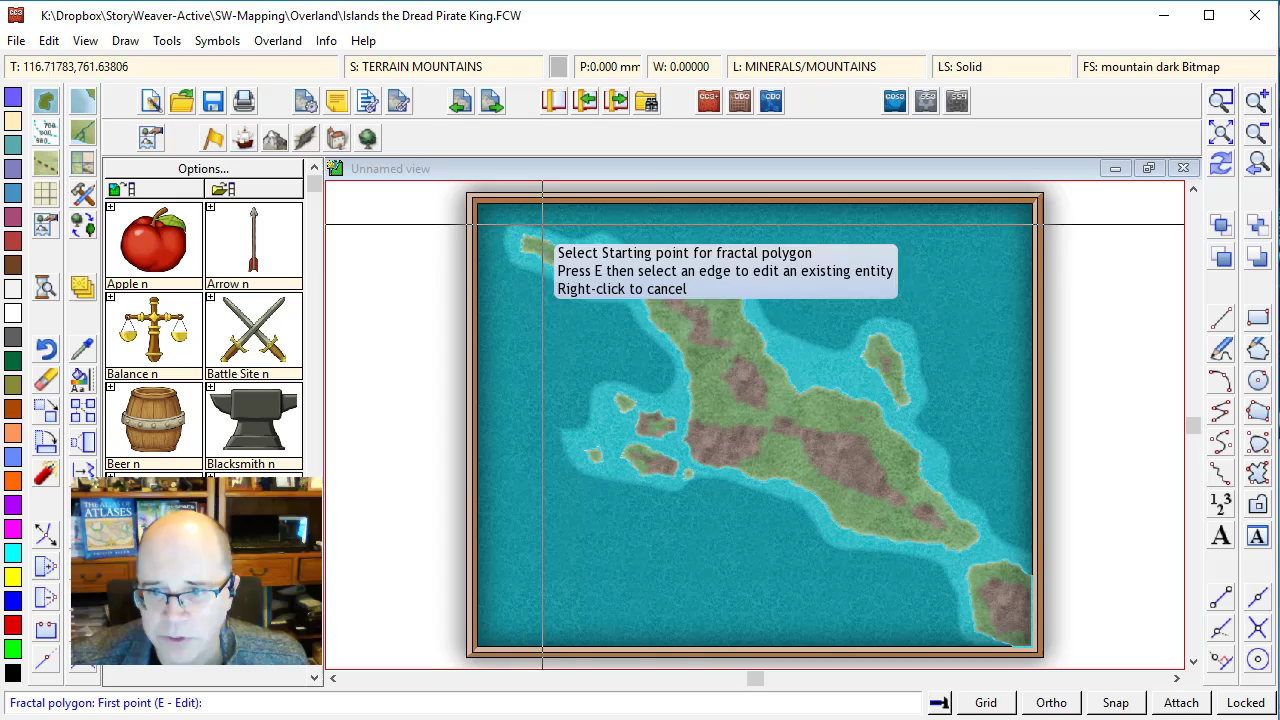 K:\Dropbox\StoryWeaver-Active\SW-Mapping\Overland\Islands the Dread Pirate King.FCW
File Edit View Draw Tools Symbols Overland Info Help
T: 116.71783,761.63806 S: TERRAIN MOUNTAINS P:0.000 mm W: 0.00000 L: MINERALS/MOUNTAINS LS: Solid FS: mountain dark Bitmap
Options...
Unnamed view
Apple n Arrow n
Balance n Battle Site n
Beer n Blacksmith n
Select Starting point for fractal polygon
Press E then select an edge to edit an existing entity
Right-click to cancel
THE ATLAS OF
ATLASES
Fractal polygon: First point (E - Edit):
Grid Ortho Snap Attach Locked